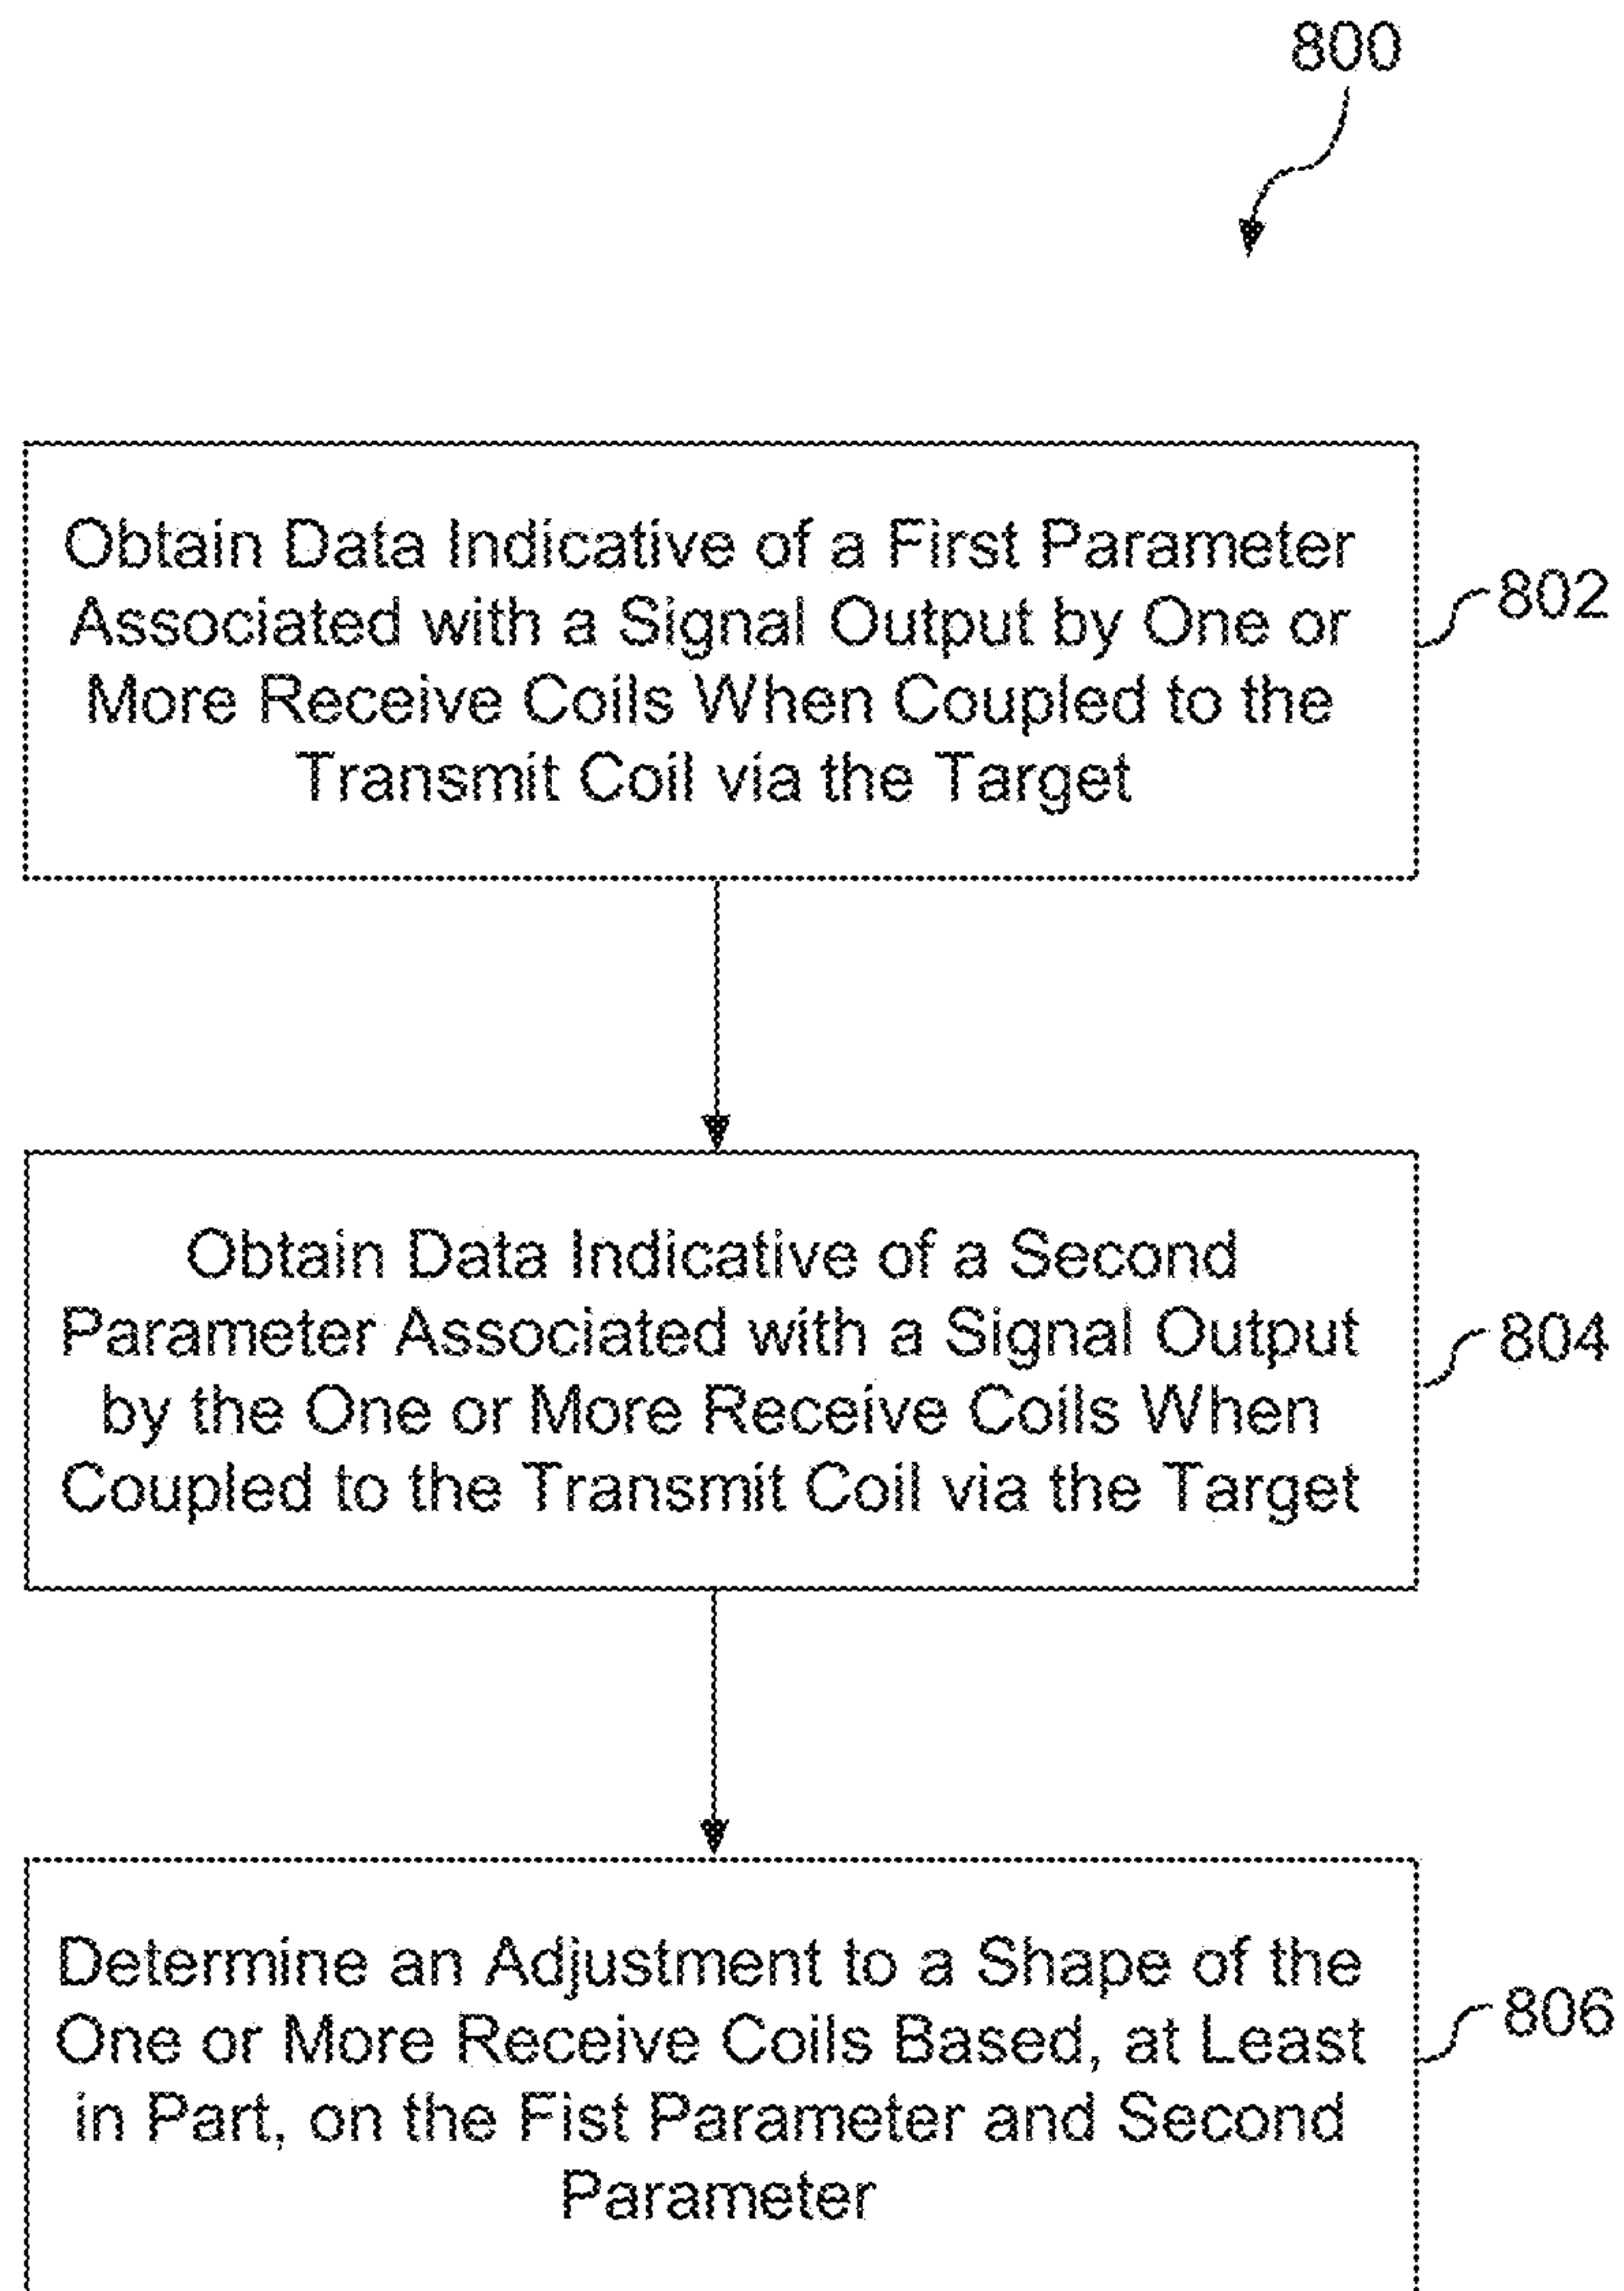 800
Obtain Data Indicative of a First Parameter
Associated with a Signal Output by One or
More Receive Coils When Coupled to the
Transmit Coil via the Target
802
Obtain Data Indicative of a Second
Parameter Associated with a Signal Output
by the One or More Receive Coils When
Coupled to the Transmit Coil via the Target
804
Determine an Adjustment to a Shape of the
One or More Receive Coils Based, at Least
in Part, on the Fist Parameter and Second
Parameter
806